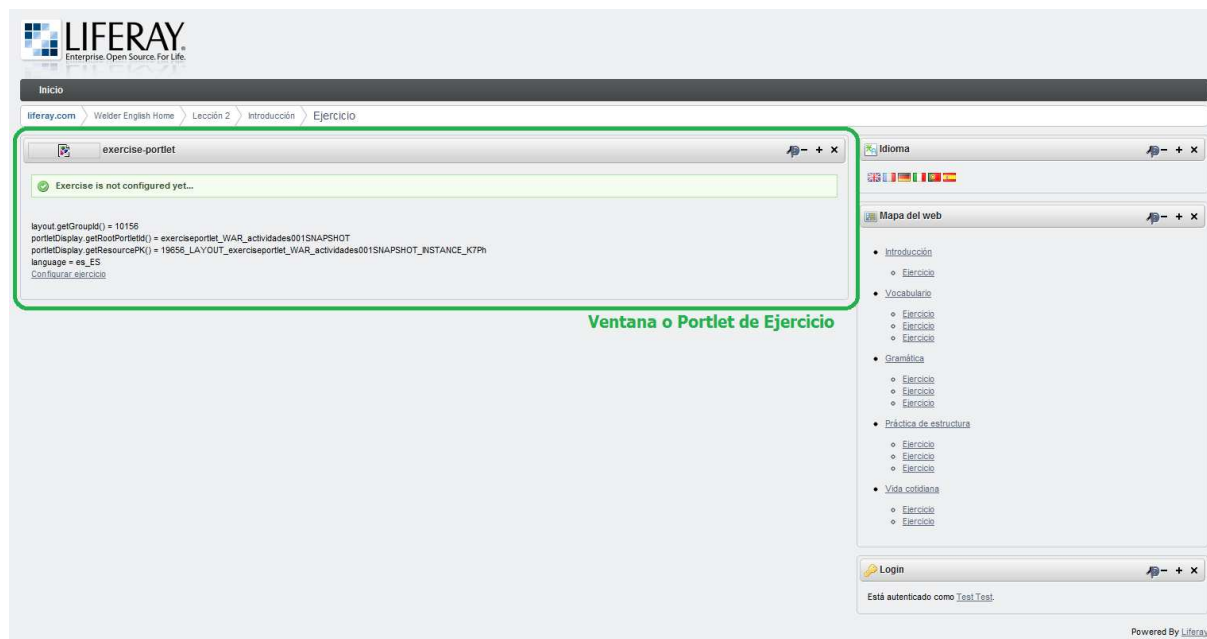 LIFERAY.
Enterprise. Open Source. For Life.
Inicio
liferay.com
Welder English Home
Lección 2
Introducción
Ejercicio
exercise-portlet
Exercise is not configured yet...
layout.getGroupId() = 10156
portletDisplay.getRootPortletId() = exerciseportlet_WAR_actividades001SNAPSHOT
portletDisplay.getResourcePK() = 19656_LAYOUT_exerciseportlet_WAR_actividades001SNAPSHOT_INSTANCE_K7Ph
language = es_ES
Configurar ejercicio
Ventana o Portlet de Ejercicio
Idioma
Mapa del web
Introducción
Ejercicio
Vocabulario
Ejercicio
Ejercicio
Ejercicio
Gramática
Ejercicio
Ejercicio
Ejercicio
Práctica de estructura
Ejercicio
Ejercicio
Ejercicio
Vida cotidiana
Ejercicio
Ejercicio
Login
Está autenticado como Test Test.
Powered By Liferay